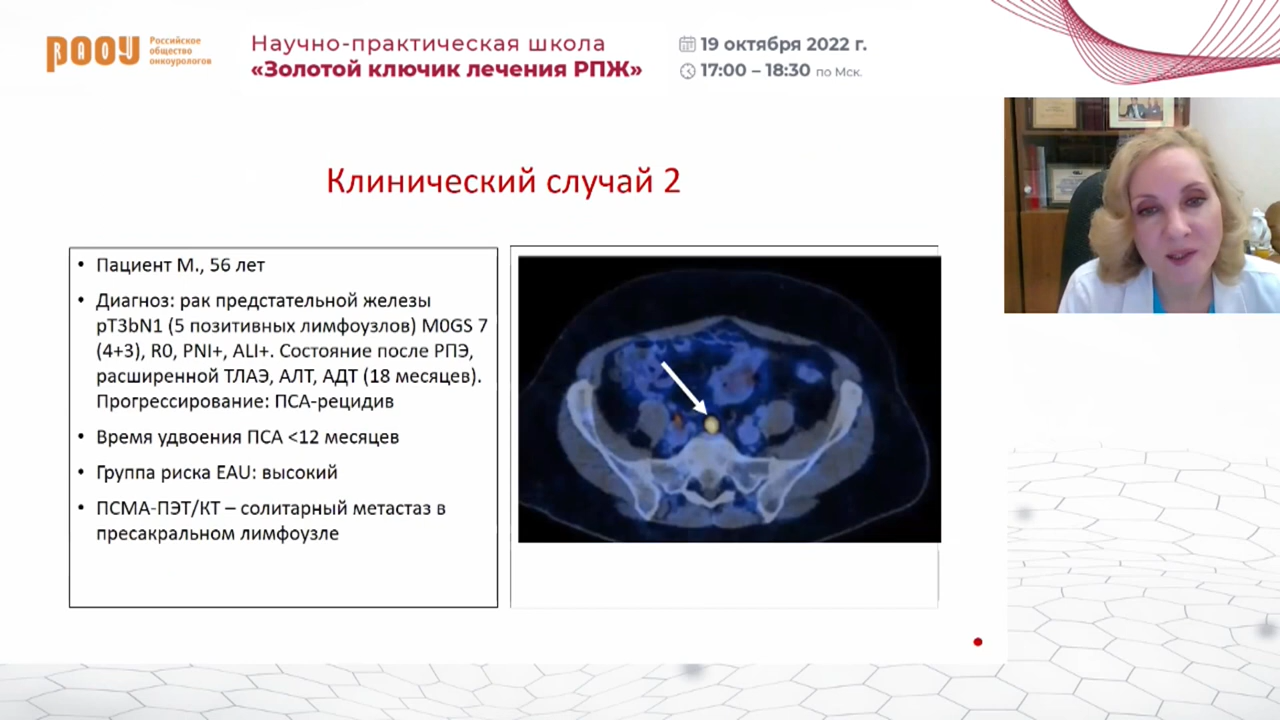 РООУ
RAOU
Российское
общество
онкоурологов
Научно-практическая школа
«Золотой ключик лечения РПЖ»
19 октября 2022 г.
17:00 – 18:30 по Мск.
Клинический случай 2
• Пациент М., 56 лет
• Диагноз: рак предстательной железы
pT3bN1 (5 позитивных лимфоузлов) M0GS 7
(4+3), R0, PNI+, ALI+. Состояние после РПЭ,
расширенной ТЛАЭ, АЛТ, АДТ (18 месяцев).
Прогрессирование: ПСА-рецидив
• Время удвоения ПСА <12 месяцев
• Группа риска EAU: высокий
• ПСМА-ПЭТ/КТ – солитарный метастаз в
пресакральном лимфоузле